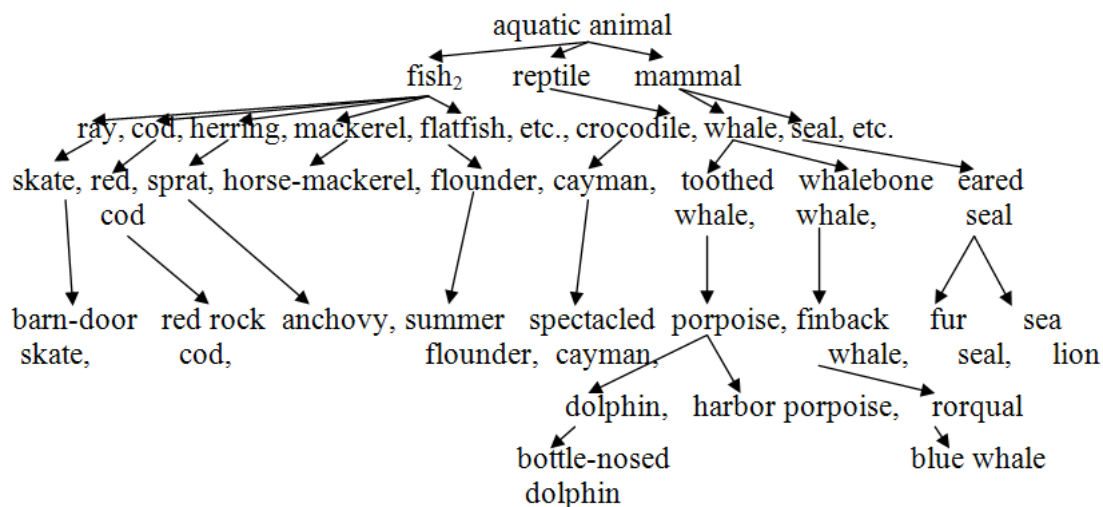 aquatic animal
fish₂ reptile mammal
ray, cod, herring, mackerel, flatfish, etc., crocodile, whale, seal, etc.
skate, red, sprat, horse-mackerel, flounder, cayman, toothed whalebone eared
cod whale, whale, seal
barn-door red rock anchovy, summer spectacled porpoise, finback fur sea
skate, cod, flounder, cayman, whale, seal, lion
dolphin, harbor porpoise, rorqual
bottle-nosed blue whale
dolphin